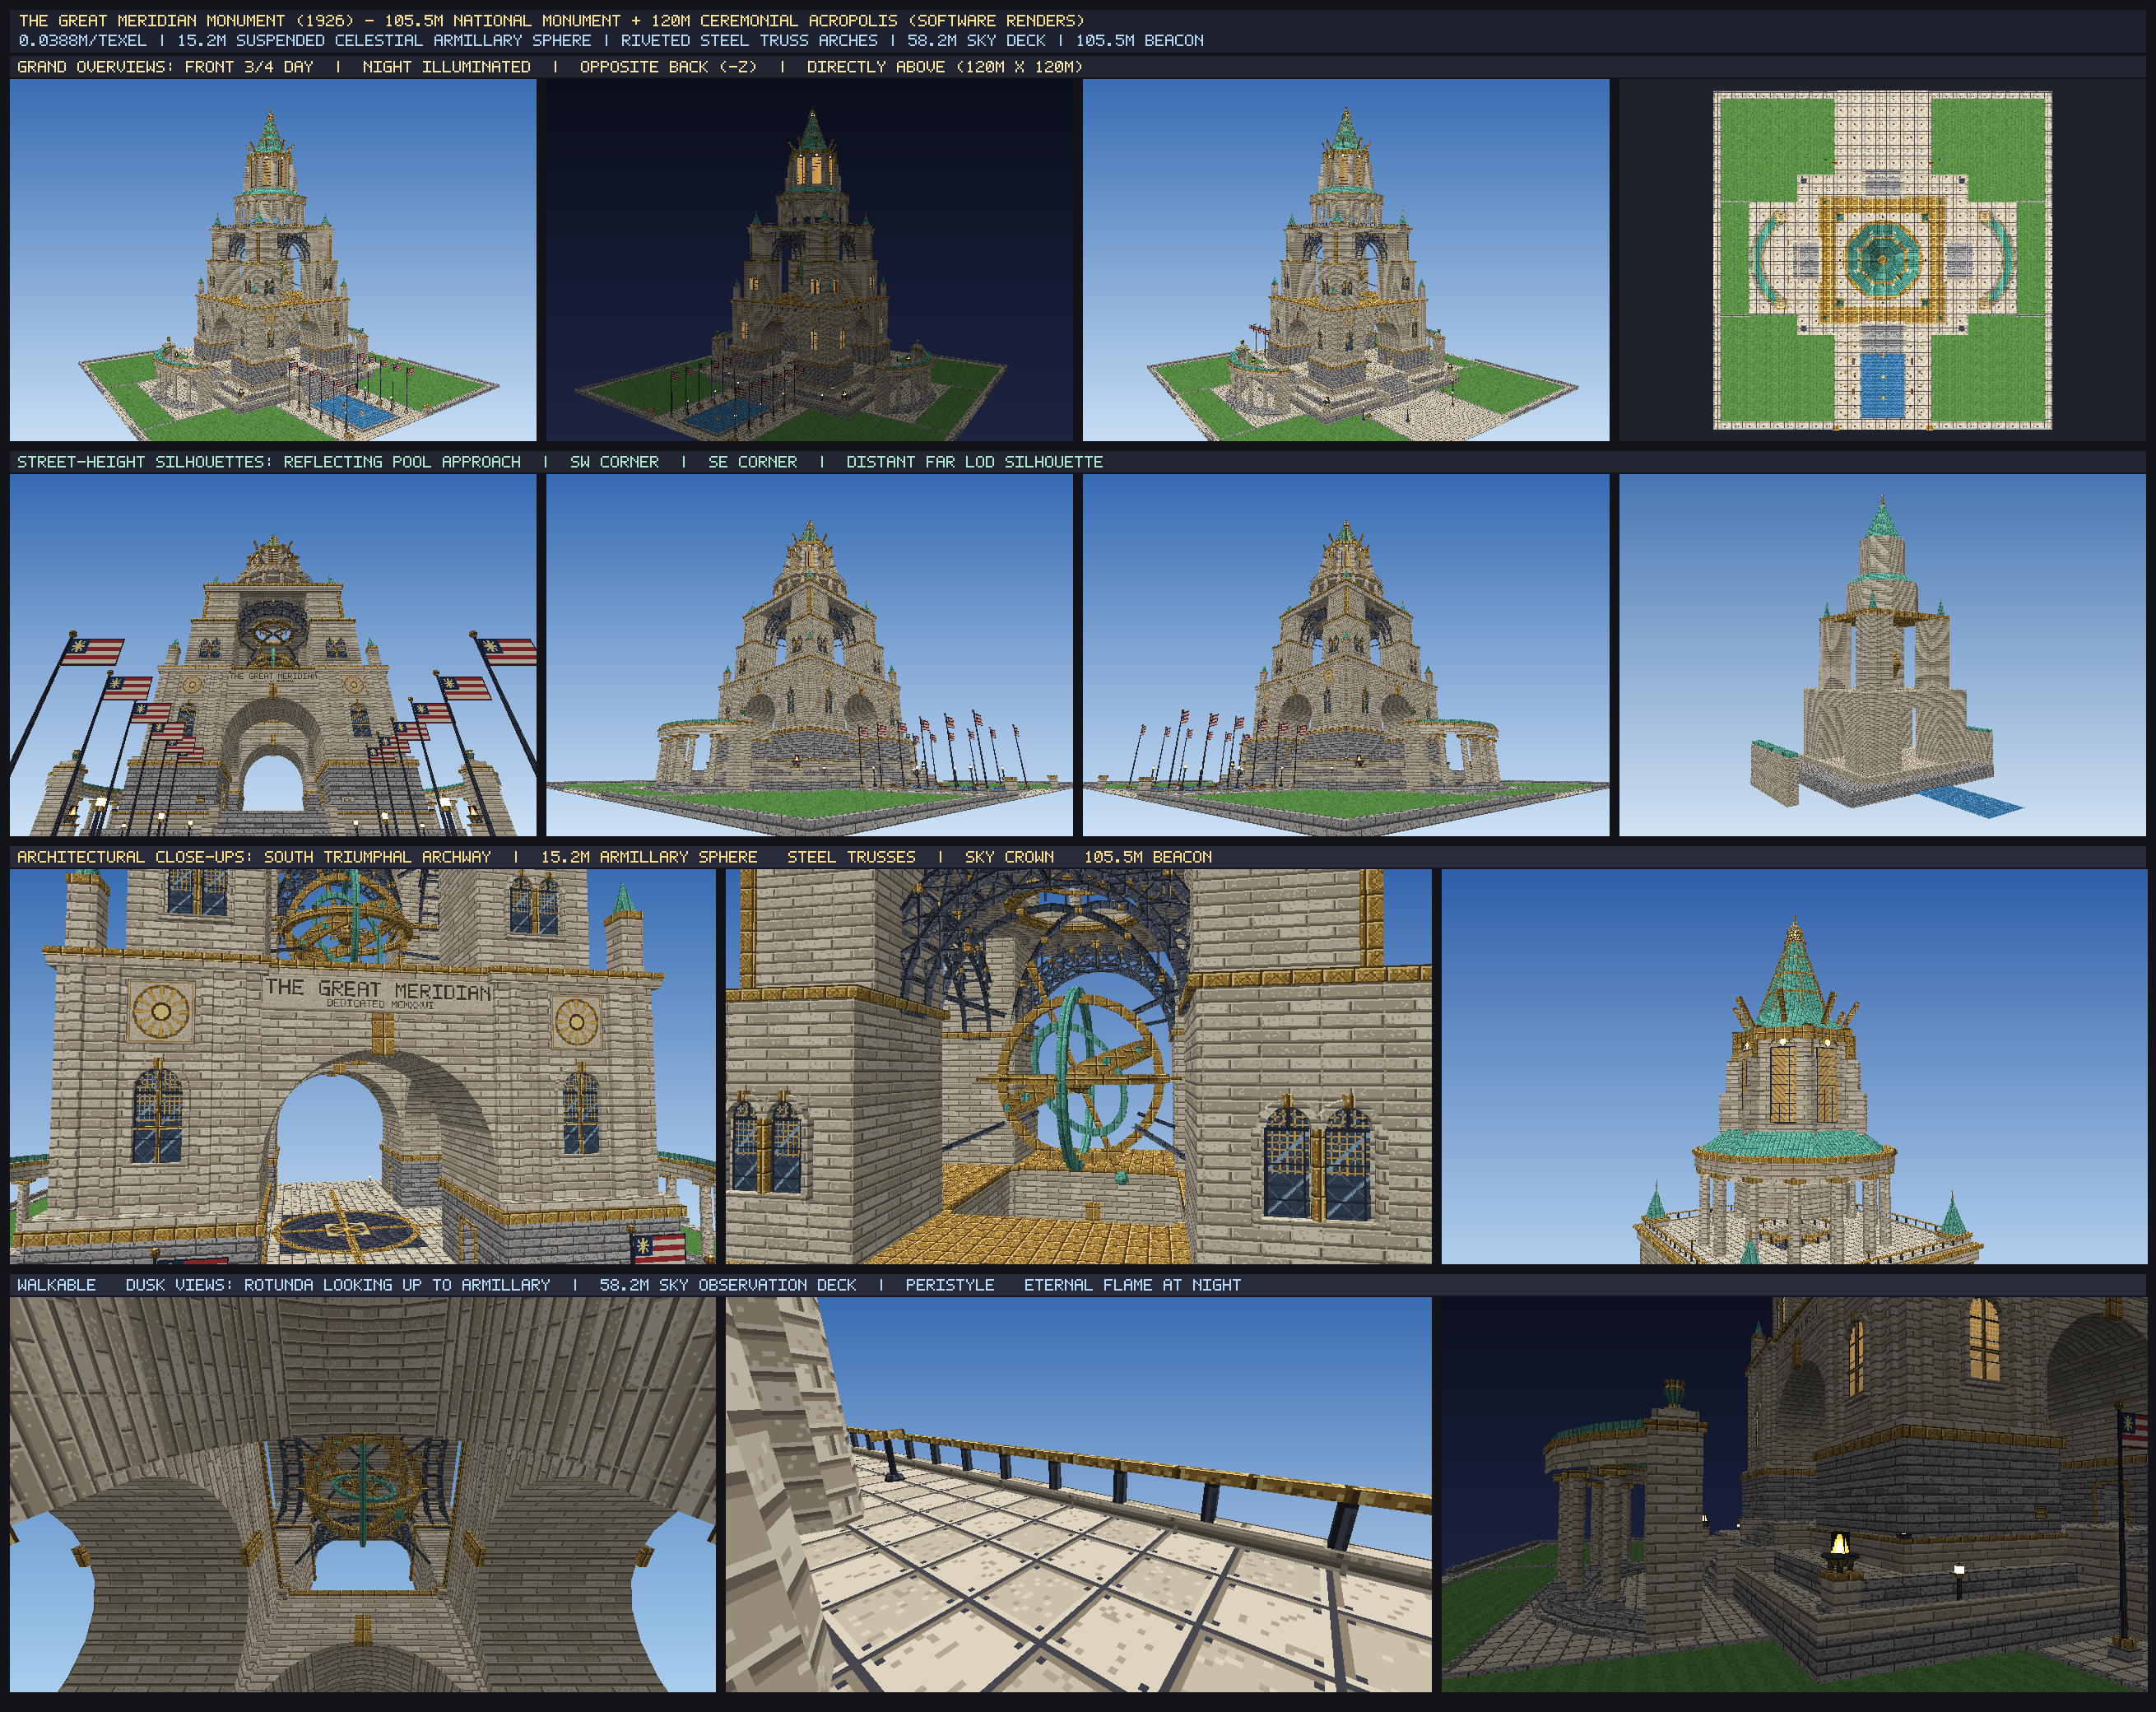 THE GREAT MERIDIAN MONUMENT (1926) - 105.5M NATIONAL MONUMENT + 120M CEREMONIAL ACROPOLIS (SOFTWARE RENDERS)
0.0388M/TEXEL | 15.2M SUSPENDED CELESTIAL ARMILLARY SPHERE | RIVETED STEEL TRUSS ARCHES | 58.2M SKY DECK | 105.5M BEACON
GRAND OVERVIEWS: FRONT 3/4 DAY | NIGHT ILLUMINATED | OPPOSITE BACK (-Z) | DIRECTLY ABOVE (120M X 120M)
STREET-HEIGHT SILHOUETTES: REFLECTING POOL APPROACH | SW CORNER | SE CORNER | DISTANT FAR LOD SILHOUETTE
THE GREAT MERIDIAN
ARCHITECTURAL CLOSE-UPS: SOUTH TRIUMPHAL ARCHWAY | 15.2M ARMILLARY SPHERE STEEL TRUSSES | SKY CROWN 105.5M BEACON
THE GREAT MERIDIAN
DEDICATED MCMXXVI
WALKABLE DUSK VIEWS: ROTUNDA LOOKING UP TO ARMILLARY | 58.2M SKY OBSERVATION DECK | PERISTYLE ETERNAL FLAME AT NIGHT